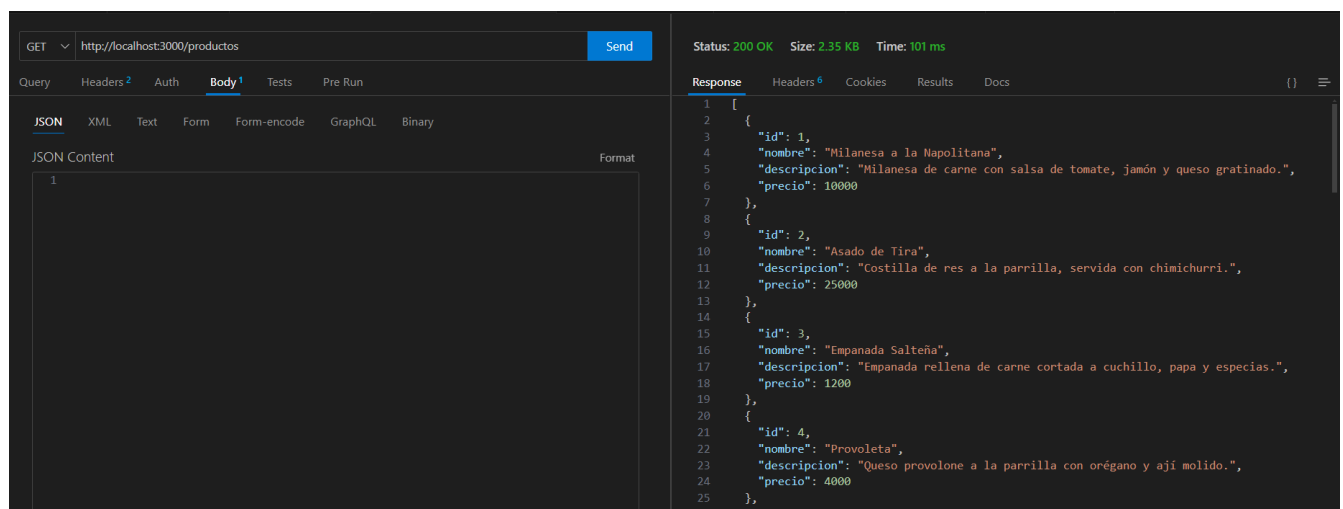 GET http://localhost:3000/productos Send
Query Headers 2 Auth Body 1 Tests Pre Run
JSON XML Text Form Form-encode GraphQL Binary
JSON Content Format
1
Status: 200 OK Size: 2.35 KB Time: 101 ms
Response Headers 6 Cookies Results Docs {}
1 [
2 {
3 "id": 1,
4 "nombre": "Milanesa a la Napolitana",
5 "descripcion": "Milanesa de carne con salsa de tomate, jamón y queso gratinado.",
6 "precio": 10000
7 },
8 {
9 "id": 2,
10 "nombre": "Asado de Tira",
11 "descripcion": "Costilla de res a la parrilla, servida con chimichurri.",
12 "precio": 25000
13 },
14 {
15 "id": 3,
16 "nombre": "Empanada Salteña",
17 "descripcion": "Empanada rellena de carne cortada a cuchillo, papa y especias.",
18 "precio": 1200
19 },
20 {
21 "id": 4,
22 "nombre": "Provoleta",
23 "descripcion": "Queso provolone a la parrilla con orégano y ají molido.",
24 "precio": 4000
25 },